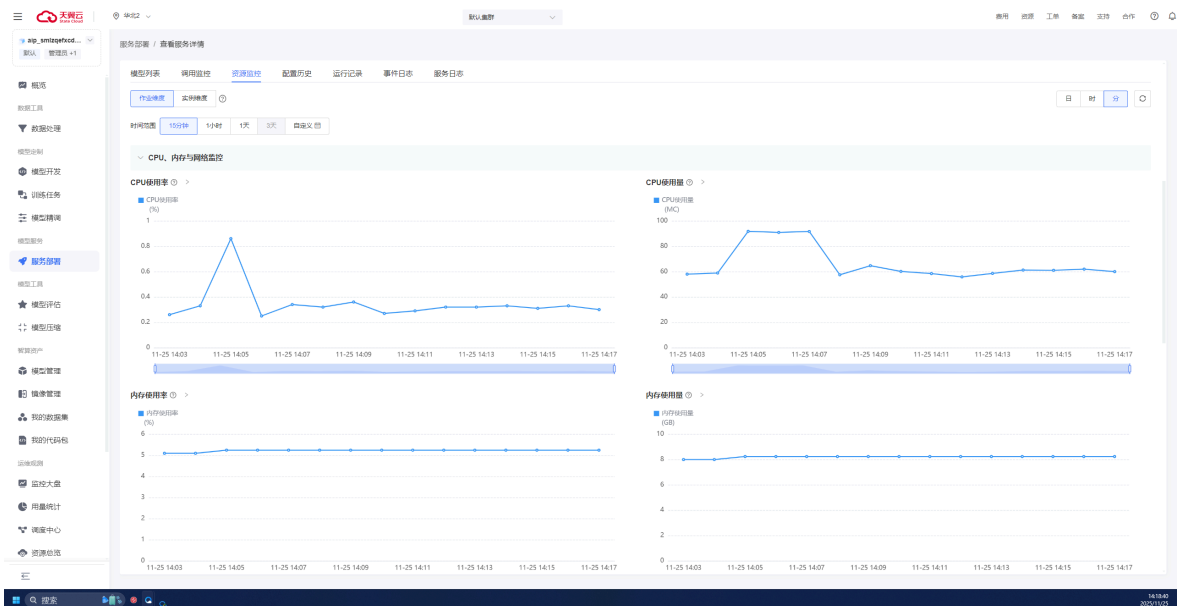 天翼云
State Cloud
华北2
默认集群
费用 资源 工单 备案 支持 合作
aip_smlzqefxcd...
默认 管理员 +1
服务部署 / 查看服务详情
概览
数据工具
数据处理
模型定制
模型开发
训练任务
模型精调
模型服务
服务部署
模型工具
模型评估
模型压缩
智算资产
模型管理
镜像管理
我的数据集
我的代码包
运维观测
监控大盘
用量统计
调度中心
资源总览
模型列表 调用监控 资源监控 配置历史 运行记录 事件日志 服务日志
作业维度 实例维度
日 时 分
时间范围 15分钟 1小时 1天 3天 自定义
CPU、内存与网络监控
CPU使用率 >
CPU使用率
(%)
1
0.8
0.6
0.4
0.2
0
11-25 14:03 11-25 14:05 11-25 14:07 11-25 14:09 11-25 14:11 11-25 14:13 11-25 14:15 11-25 14:17
CPU使用量 >
CPU使用量
(MC)
100
80
60
40
20
0
11-25 14:03 11-25 14:05 11-25 14:07 11-25 14:09 11-25 14:11 11-25 14:13 11-25 14:15 11-25 14:17
内存使用率 >
内存使用率
(%)
6
5
4
3
2
1
0
11-25 14:03 11-25 14:05 11-25 14:07 11-25 14:09 11-25 14:11 11-25 14:13 11-25 14:15 11-25 14:17
内存使用量 >
内存使用量
(GB)
10
8
6
4
2
0
11-25 14:03 11-25 14:05 11-25 14:07 11-25 14:09 11-25 14:11 11-25 14:13 11-25 14:15 11-25 14:17
搜索
14:18:40
2025/11/25